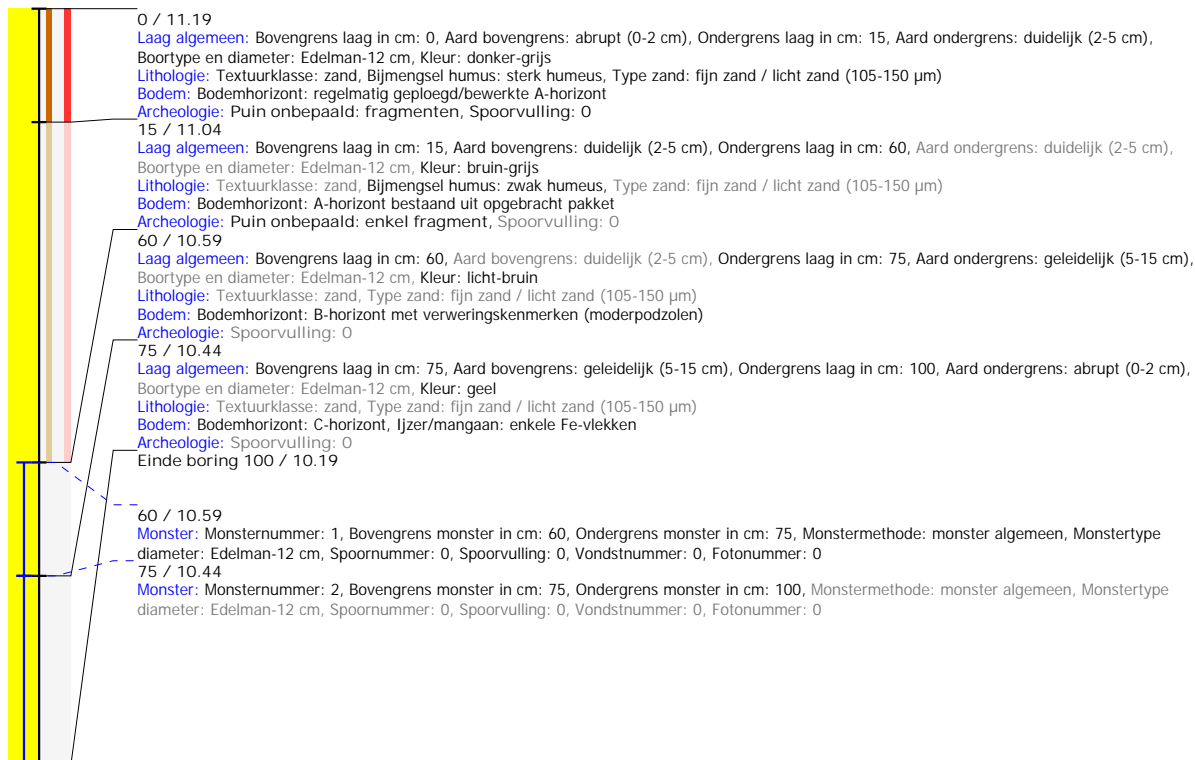 0 / 11.19
Laag algemeen: Bovengrens laag in cm: 0, Aard bovengrens: abrupt (0-2 cm), Ondergrens laag in cm: 15, Aard ondergrens: duidelijk (2-5 cm),
Boortype en diameter: Edelman-12 cm, Kleur: donker-grijs
Lithologie: Textuurklasse: zand, Bijmengsel humus: sterk humeus, Type zand: fijn zand / licht zand (105-150 µm)
Bodem: Bodemhorizont: regelmatig geploegd/bewerkte A-horizont
Archeologie: Puin onbepaald: fragmenten, Spoorvulling: 0
15 / 11.04
Laag algemeen: Bovengrens laag in cm: 15, Aard bovengrens: duidelijk (2-5 cm), Ondergrens laag in cm: 60, Aard ondergrens: duidelijk (2-5 cm),
Boortype en diameter: Edelman-12 cm, Kleur: bruin-grijs
Lithologie: Textuurklasse: zand, Bijmengsel humus: zwak humeus, Type zand: fijn zand / licht zand (105-150 µm)
Bodem: Bodemhorizont: A-horizont bestaand uit opgebracht pakket
Archeologie: Puin onbepaald: enkel fragment, Spoorvulling: 0
60 / 10.59
Laag algemeen: Bovengrens laag in cm: 60, Aard bovengrens: duidelijk (2-5 cm), Ondergrens laag in cm: 75, Aard ondergrens: geleidelijk (5-15 cm),
Boortype en diameter: Edelman-12 cm, Kleur: licht-bruin
Lithologie: Textuurklasse: zand, Type zand: fijn zand / licht zand (105-150 µm)
Bodem: Bodemhorizont: B-horizont met verweringskenmerken (moderpodzolen)
Archeologie: Spoorvulling: 0
75 / 10.44
Laag algemeen: Bovengrens laag in cm: 75, Aard bovengrens: geleidelijk (5-15 cm), Ondergrens laag in cm: 100, Aard ondergrens: abrupt (0-2 cm),
Boortype en diameter: Edelman-12 cm, Kleur: geel
Lithologie: Textuurklasse: zand, Type zand: fijn zand / licht zand (105-150 µm)
Bodem: Bodemhorizont: C-horizont, Ijzer/mangaan: enkele Fe-vlekken
Archeologie: Spoorvulling: 0
Einde boring 100 / 10.19
60 / 10.59
Monster: Monsternummer: 1, Bovengrens monster in cm: 60, Ondergrens monster in cm: 75, Monstermethode: monster algemeen, Monstertype
diameter: Edelman-12 cm, Spoornummer: 0, Spoorvulling: 0, Vondstnummer: 0, Fotonummer: 0
75 / 10.44
Monster: Monsternummer: 2, Bovengrens monster in cm: 75, Ondergrens monster in cm: 100, Monstermethode: monster algemeen, Monstertype
diameter: Edelman-12 cm, Spoornummer: 0, Spoorvulling: 0, Vondstnummer: 0, Fotonummer: 0